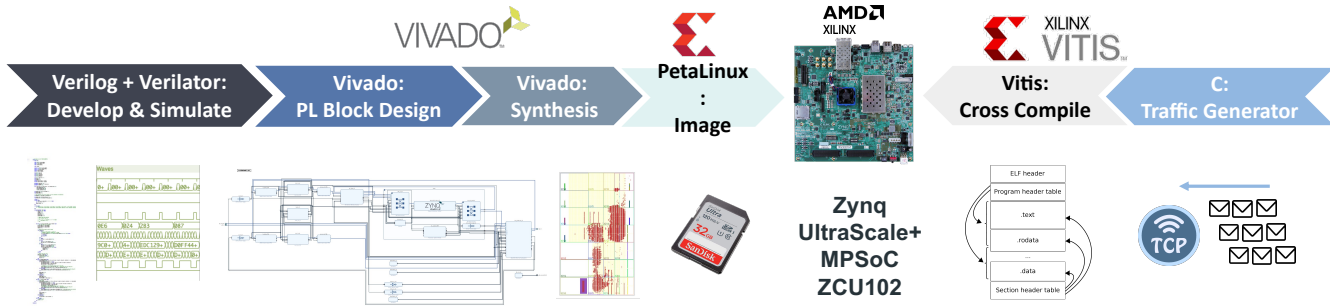 VIVADO
AMD
XILINX
XILINX
VITIS
Verilog + Verilator:
Develop & Simulate
Vivado:
PL Block Design
Vivado:
Synthesis
PetaLinux
:
Image
Vitis:
Cross Compile
C:
Traffic Generator
Waves
ZYNQ
Ultra
32GB
SanDisk
Zynq
UltraScale+
MPSoC
ZCU102
ELF header
Program header table
.text
.rodata
...
.data
Section header table
TCP